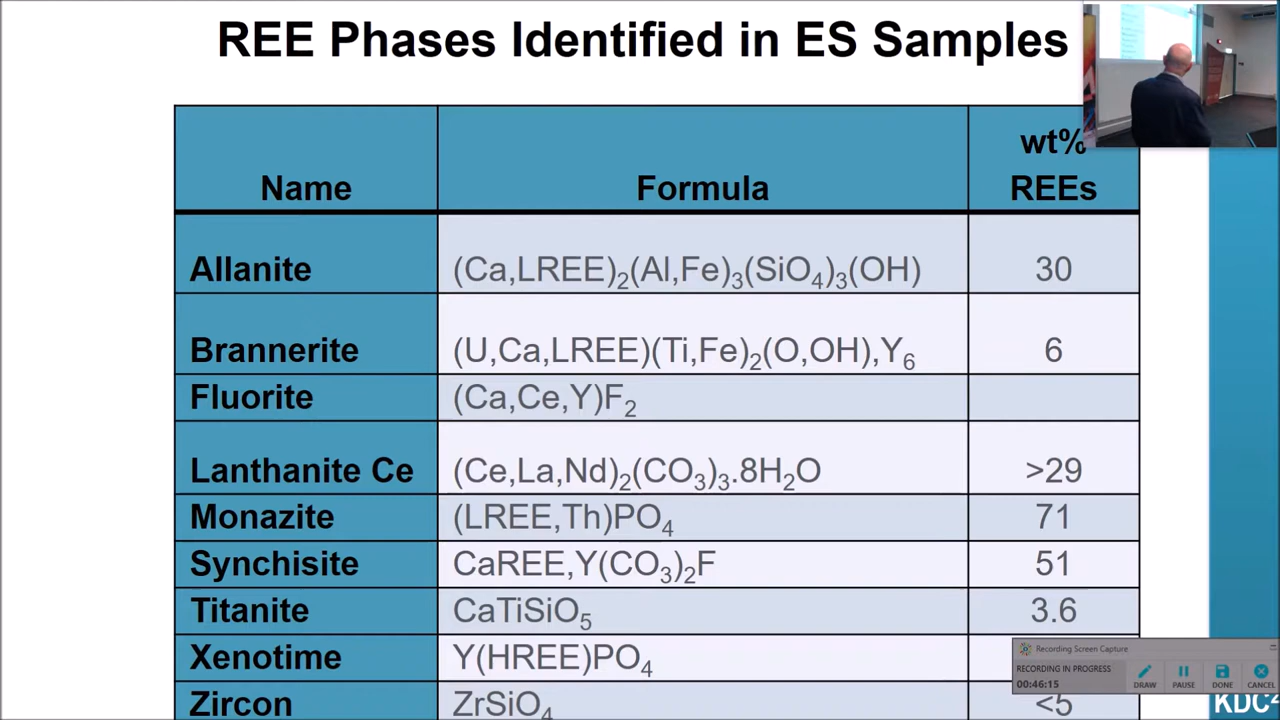 REE Phases Identified in ES Samples
Name Formula wt% REEs
Allanite (Ca,LREE)₂(Al,Fe)₃(SiO₄)₃(OH) 30
Brannerite (U,Ca,LREE)(Ti,Fe)₂(O,OH),Y₆ 6
Fluorite (Ca,Ce,Y)F₂
Lanthanite Ce (Ce,La,Nd)₂(CO₃)₃.8H₂O >29
Monazite (LREE,Th)PO₄ 71
Synchisite CaREE,Y(CO₃)₂F 51
Titanite CaTiSiO₅ 3.6
Xenotime Y(HREE)PO₄
Zircon ZrSiO₄ <5
Recording Screen Capture
RECORDING IN PROGRESS
00:46:15
DRAW PAUSE DONE CANCEL
KDC²